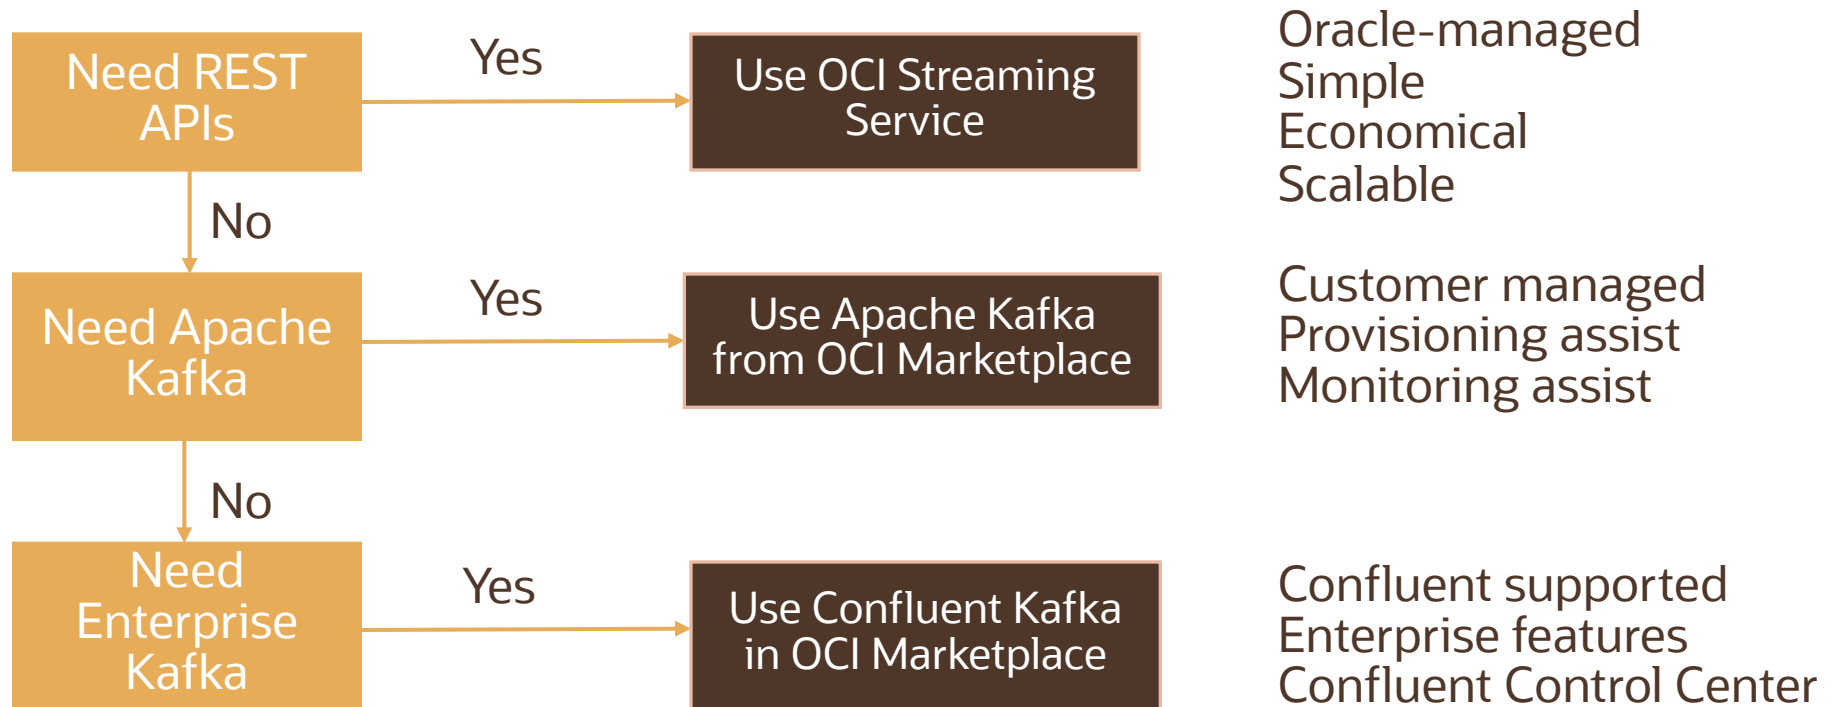 Need REST
APIs
Yes
Use OCI Streaming
Service
Oracle-managed
Simple
Economical
Scalable
No
Need Apache
Kafka
Yes
Use Apache Kafka
from OCI Marketplace
Customer managed
Provisioning assist
Monitoring assist
No
Need
Enterprise
Kafka
Yes
Use Confluent Kafka
in OCI Marketplace
Confluent supported
Enterprise features
Confluent Control Center